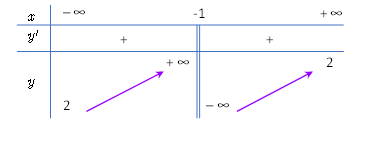 x −∞ -1 +∞
y′ + +
+∞ 2
y
2 −∞